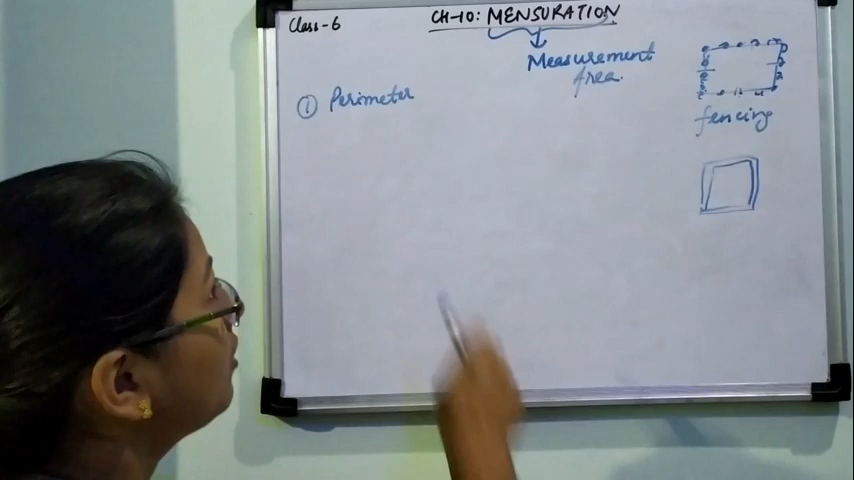 Class-6
CH-10: MENSURATION
Measurement
Area.
① Perimeter
fencing